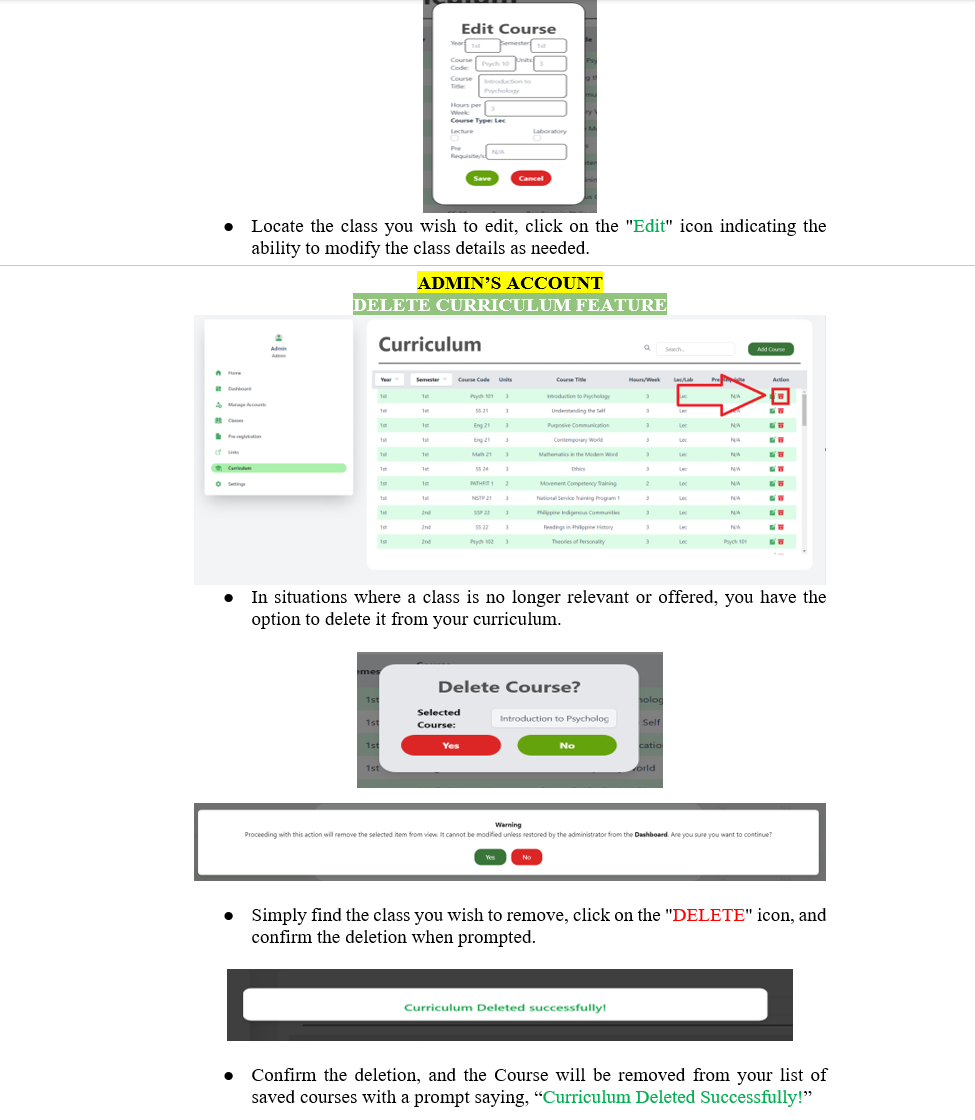 Edit Course
Year: 1st Semester: 1st
Course Code: Psych 101 Units: 3
Course Title: Introduction to Psychology
Hours per Week: 3
Course Type: Lec
Lecture Laboratory
Pre N/A
Save Cancel
● Locate the class you wish to edit, click on the "Edit" icon indicating the
ability to modify the class details as needed.
ADMIN’S ACCOUNT
DELETE CURRICULUM FEATURE
Admin
Admin
Home
Dashboard
Manage Accounts
Classes
Pre-registration
Links
Curriculum
Settings
Curriculum
Search..
Add Course
Year Semester Course Code Units Course Title Hours/Week Lec/Lab Action
1st 1st Psych 101 3 Introduction to Psychology 3 Lec N/A
1st 1st SS 21 3 Understanding the Self 3 Lec N/A
1st 1st Eng 21 3 Purposive Communication 3 Lec N/A
1st 1st Eng 21 3 Contemporary World 3 Lec N/A
1st 1st Math 21 3 Mathematics in the Modern Word 3 Lec N/A
1st 1st SS 24 3 Ethics 3 Lec N/A
1st 1st PATHFIT 1 2 Movement Competency Training 2 Lec N/A
1st 1st NSTP 21 3 National Service Training Program 1 3 Lec N/A
1st 2nd SSP 22 3 Philippine Indigenous Communities 3 Lec N/A
1st 2nd SS 22 3 Readings in Philippine History 3 Lec N/A
1st 2nd Psych 102 3 Theories of Personality 3 Lec Psych 101
● In situations where a class is no longer relevant or offered, you have the
option to delete it from your curriculum.
Delete Course?
Selected Course: Introduction to Psycholog
Yes No
Warning
Proceeding with this action will remove the selected item from view. It cannot be modified unless restored by the administrator from the Dashboard. Are you sure you want to continue?
Yes No
● Simply find the class you wish to remove, click on the "DELETE" icon, and
confirm the deletion when prompted.
Curriculum Deleted successfully!
● Confirm the deletion, and the Course will be removed from your list of
saved courses with a prompt saying, “Curriculum Deleted Successfully!”